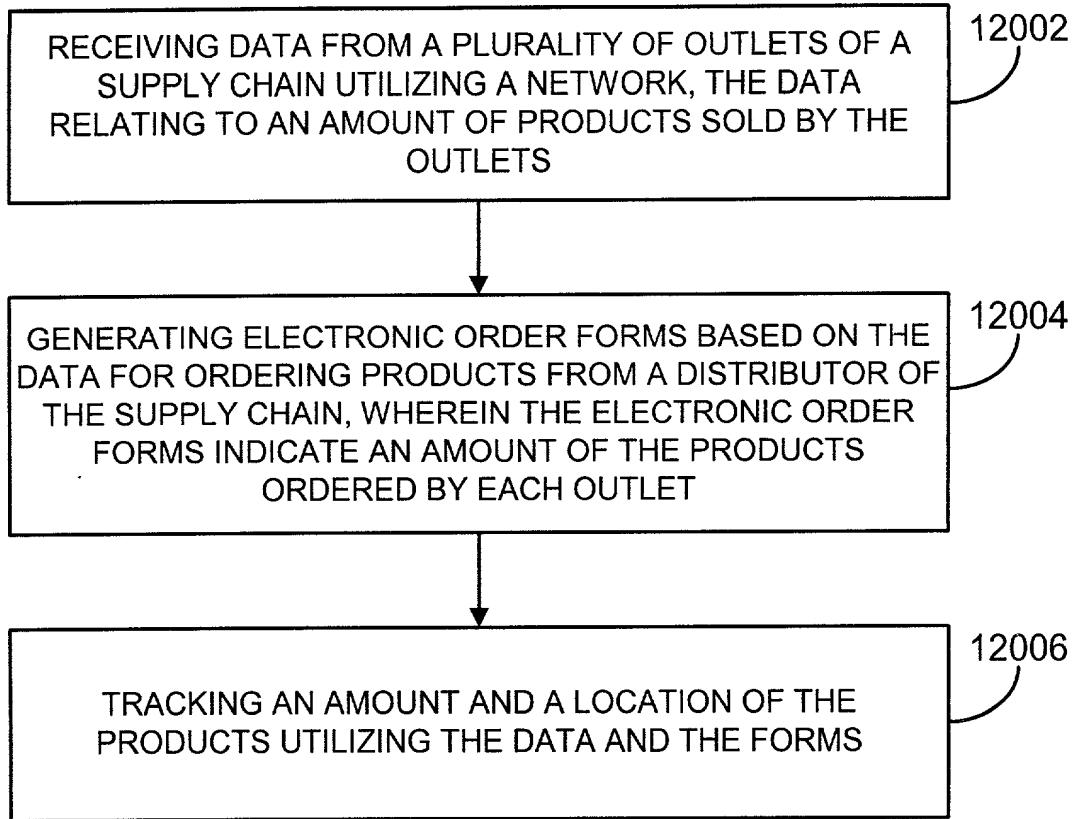 RECEIVING DATA FROM A PLURALITY OF OUTLETS OF A
SUPPLY CHAIN UTILIZING A NETWORK, THE DATA
RELATING TO AN AMOUNT OF PRODUCTS SOLD BY THE
OUTLETS
12002
GENERATING ELECTRONIC ORDER FORMS BASED ON THE
DATA FOR ORDERING PRODUCTS FROM A DISTRIBUTOR OF
THE SUPPLY CHAIN, WHEREIN THE ELECTRONIC ORDER
FORMS INDICATE AN AMOUNT OF THE PRODUCTS
ORDERED BY EACH OUTLET
12004
TRACKING AN AMOUNT AND A LOCATION OF THE
PRODUCTS UTILIZING THE DATA AND THE FORMS
12006